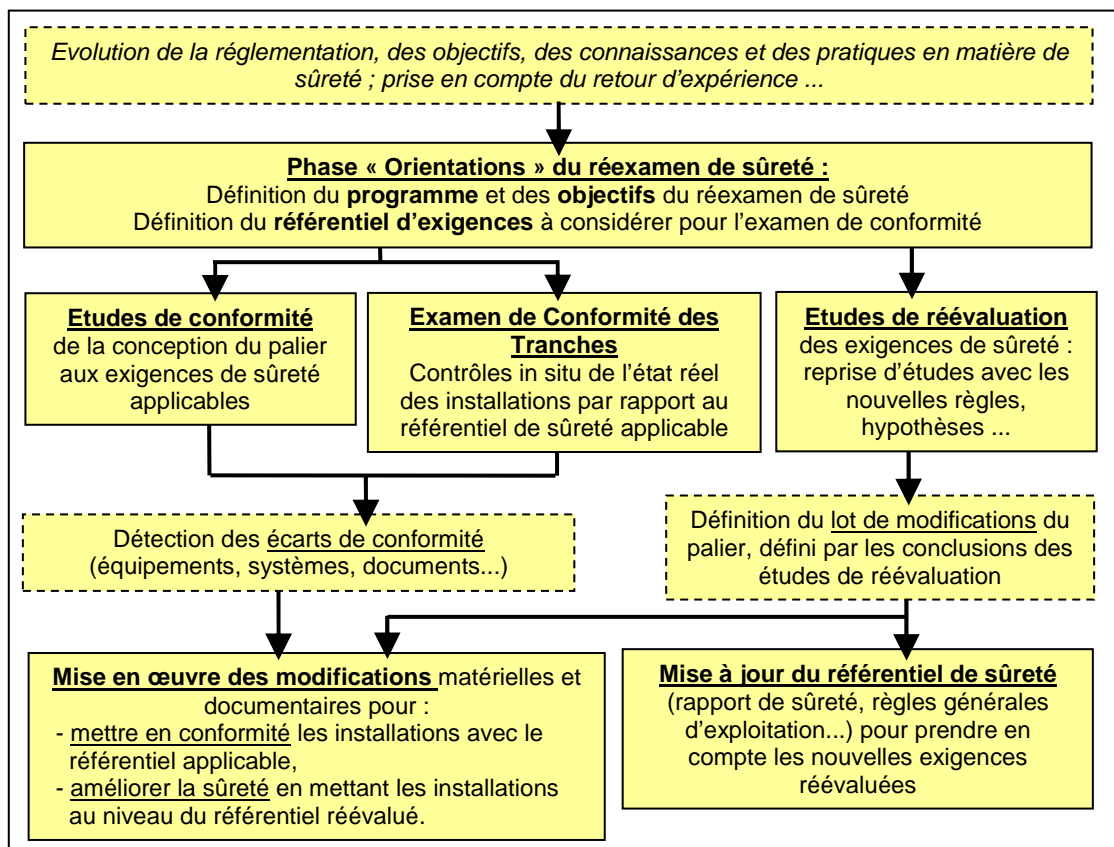 Evolution de la réglementation, des objectifs, des connaissances et des pratiques en matière de
sûreté ; prise en compte du retour d'expérience ...
Phase « Orientations » du réexamen de sûreté :
Définition du programme et des objectifs du réexamen de sûreté
Définition du référentiel d'exigences à considérer pour l'examen de conformité
Etudes de conformité
de la conception du palier
aux exigences de sûreté
applicables
Examen de Conformité des
Tranches
Contrôles in situ de l'état réel
des installations par rapport au
référentiel de sûreté applicable
Etudes de réévaluation
des exigences de sûreté :
reprise d'études avec les
nouvelles règles,
hypothèses ...
Détection des écarts de conformité
(équipements, systèmes, documents...)
Définition du lot de modifications du
palier, défini par les conclusions des
études de réévaluation
Mise en œuvre des modifications matérielles et
documentaires pour :
- mettre en conformité les installations avec le
référentiel applicable,
- améliorer la sûreté en mettant les installations
au niveau du référentiel réévalué.
Mise à jour du référentiel de sûreté
(rapport de sûreté, règles générales
d'exploitation...) pour prendre en
compte les nouvelles exigences
réévaluées